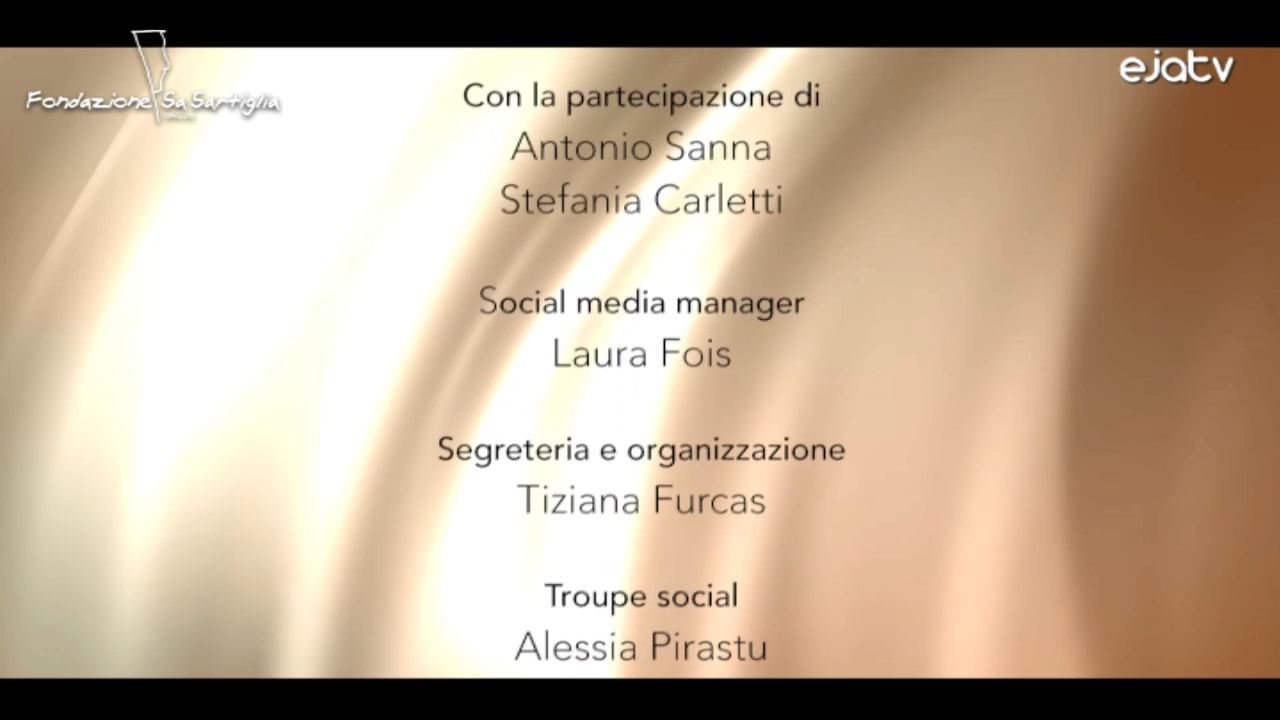 Fondazione Sa Sartiglia
ejatv
Con la partecipazione di
Antonio Sanna
Stefania Carletti
Social media manager
Laura Fois
Segreteria e organizzazione
Tiziana Furcas
Troupe social
Alessia Pirastu